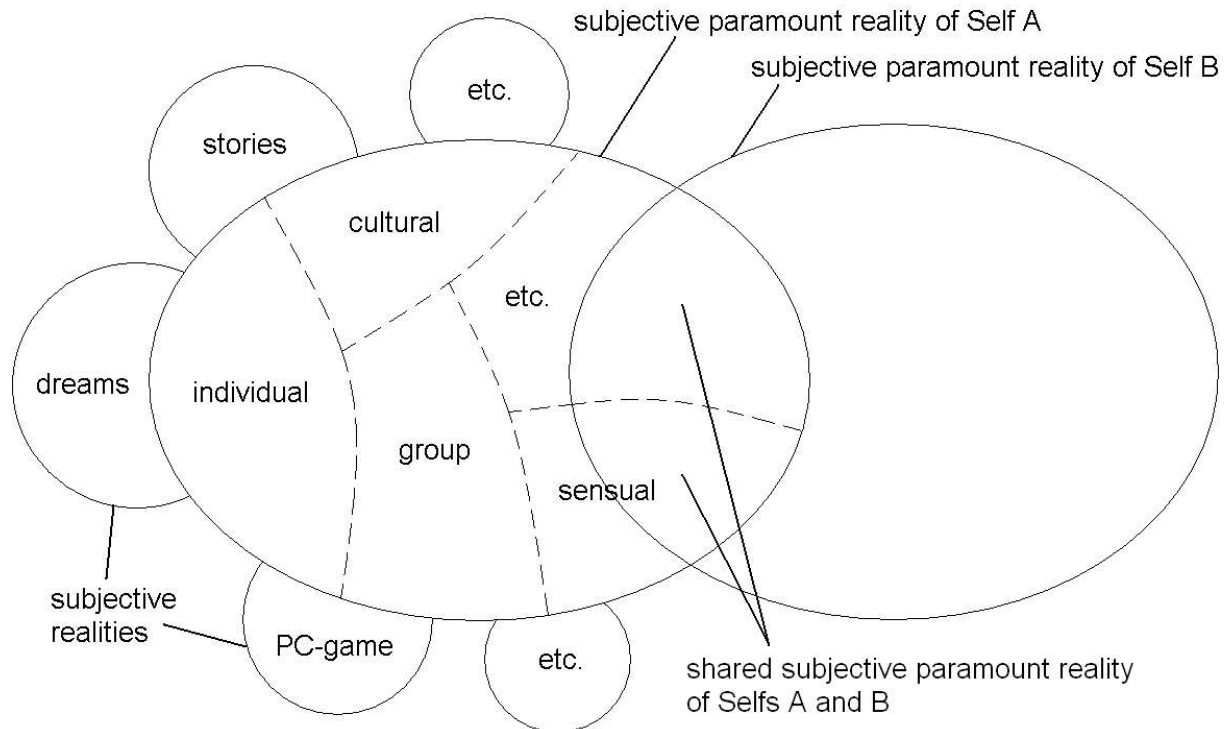 subjective paramount reality of Self A
subjective paramount reality of Self B
etc.
stories
cultural
etc.
dreams
individual
group
sensual
subjective
realities
PC-game
etc.
shared subjective paramount reality
of Selfs A and B